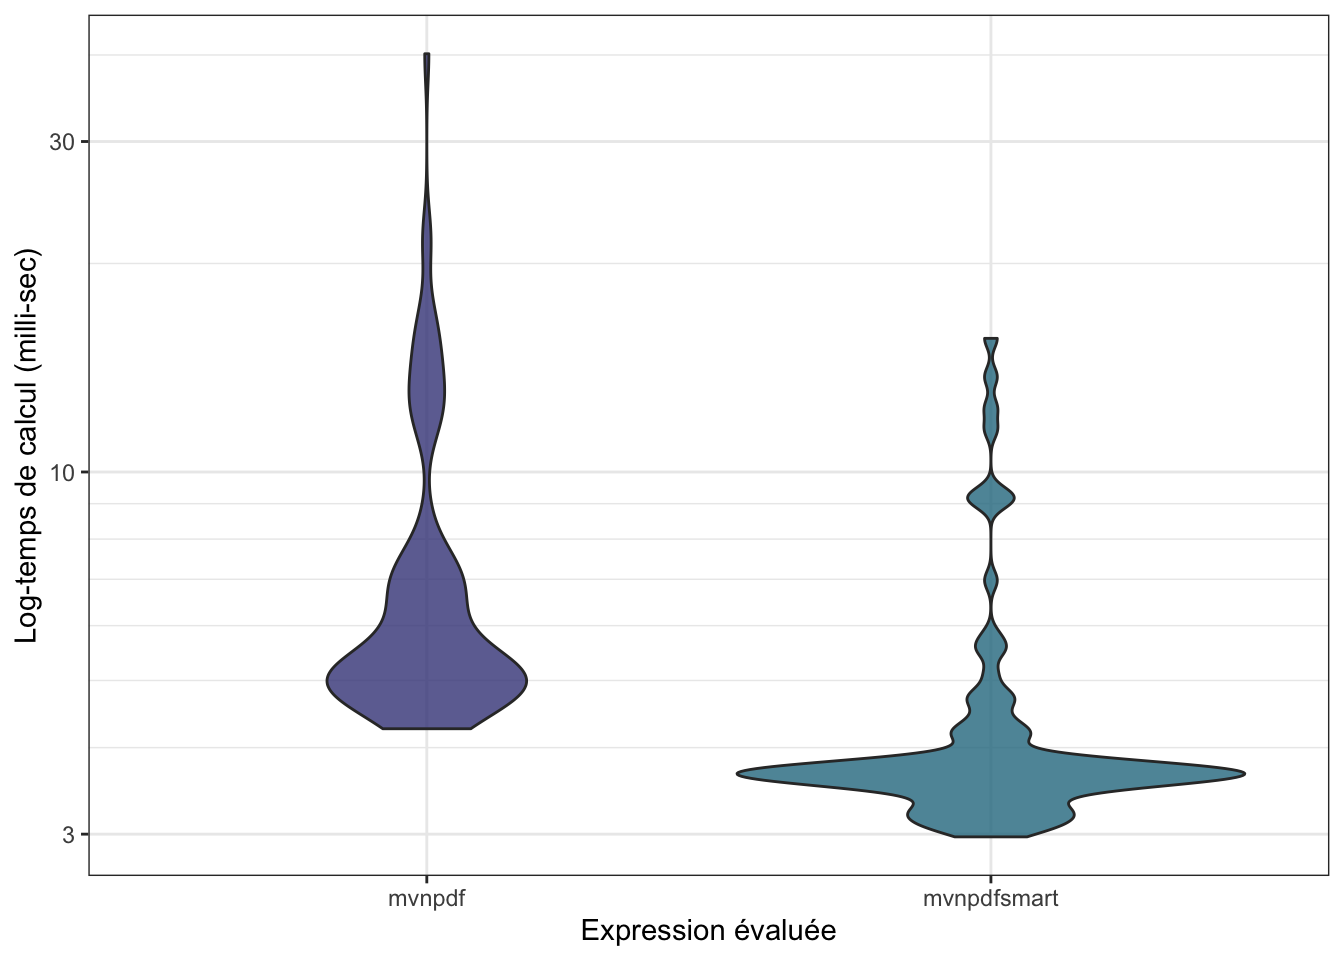 Log-temps de calcul (milli-sec)
30
10
3
mvnpdf
mvnpdfsmart
Expression évaluée